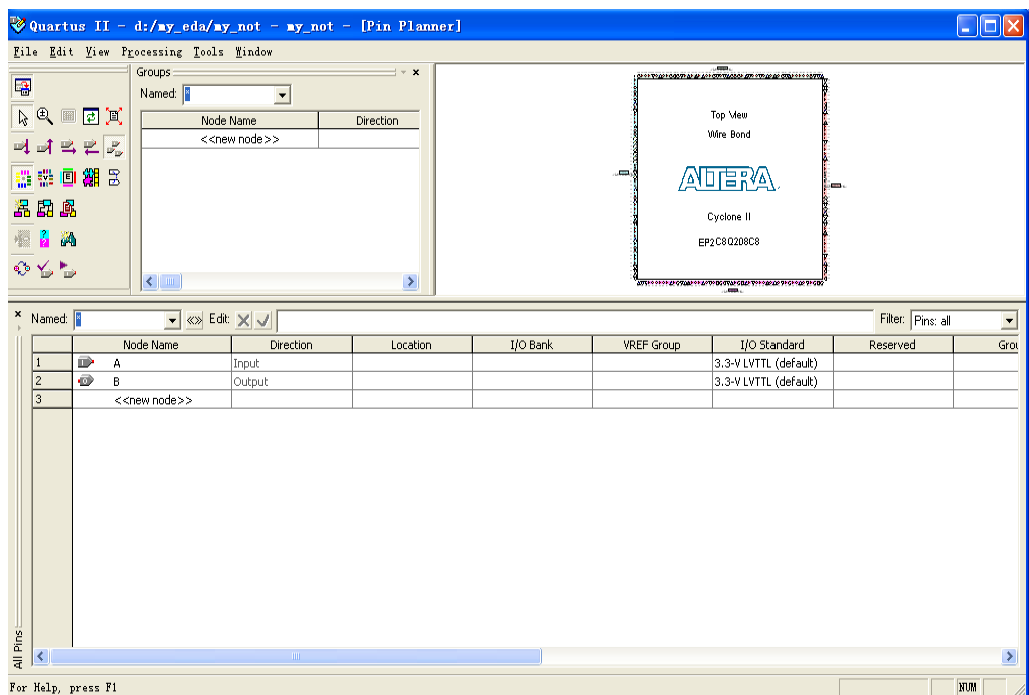 Quartus II - d:/my_eda/my_not - my_not - [Pin Planner]
File Edit View Processing Tools Window
Groups
Named: *
Node Name Direction
<<new node>>
Top View
Wire Bond
ALTERA
Cyclone II
EP2C8Q208C8
Named: * Edit: Filter: Pins: all
Node Name Direction Location I/O Bank VREF Group I/O Standard Reserved Grou
1 A Input 3.3-V LVTTL (default)
2 B Output 3.3-V LVTTL (default)
3 <<new node>>
All Pins
For Help, press F1 NUM